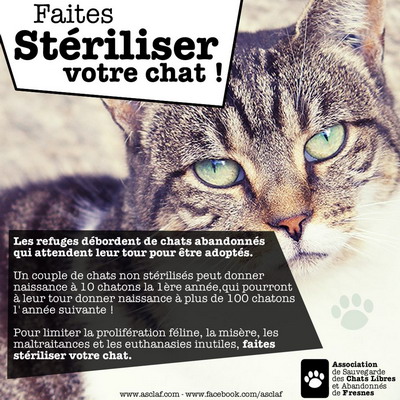 Faites
Stériliser
votre chat !
Les refuges débordent de chats abandonnés
qui attendent leur tour pour être adoptés.
Un couple de chats non stérilisés peut donner
naissance à 10 chatons la 1ère année,qui pourront
à leur tour donner naissance à plus de 100 chatons
l'année suivante !
Pour limiter la prolifération féline, la misère, les
maltraitances et les euthanasies inutiles, faites
stériliser votre chat.
Association
de Sauvegarde
des Chats Libres
et Abandonnés
de Fresnes
www.asclaf.com - www.facebook.com/asclaf